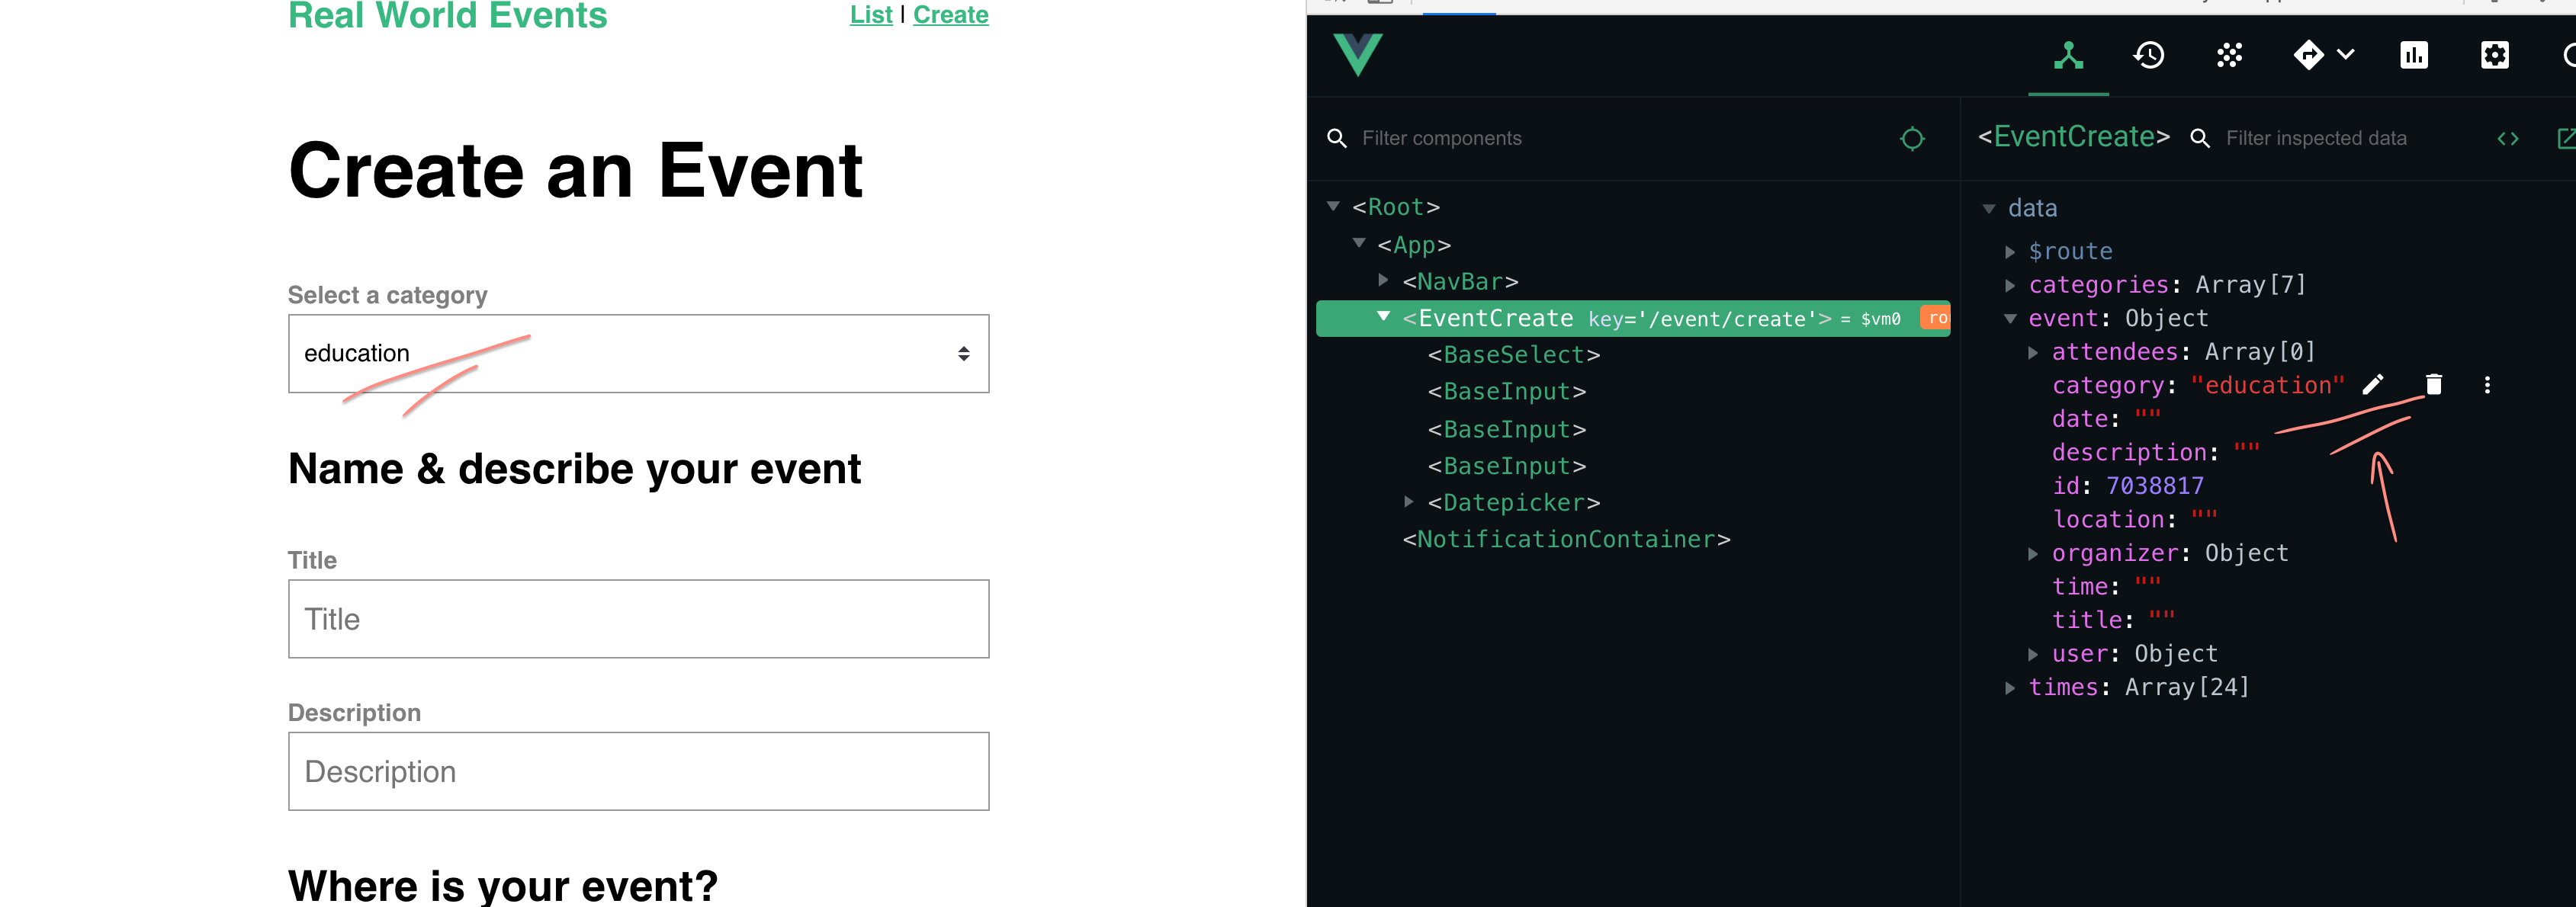 Real World Events
List | Create
Create an Event
Select a category
education
Name & describe your event
Title
Title
Description
Description
Where is your event?
Filter components
<Root>
<App>
<NavBar>
<EventCreate key='/event/create'> = $vm0 ro
<BaseSelect>
<BaseInput>
<BaseInput>
<BaseInput>
<Datepicker>
<NotificationContainer>
<EventCreate> Filter inspected data
data
$route
categories: Array[7]
event: Object
attendees: Array[0]
category: "education"
date: ""
description: ""
id: 7038817
location: ""
organizer: Object
time: ""
title: ""
user: Object
times: Array[24]